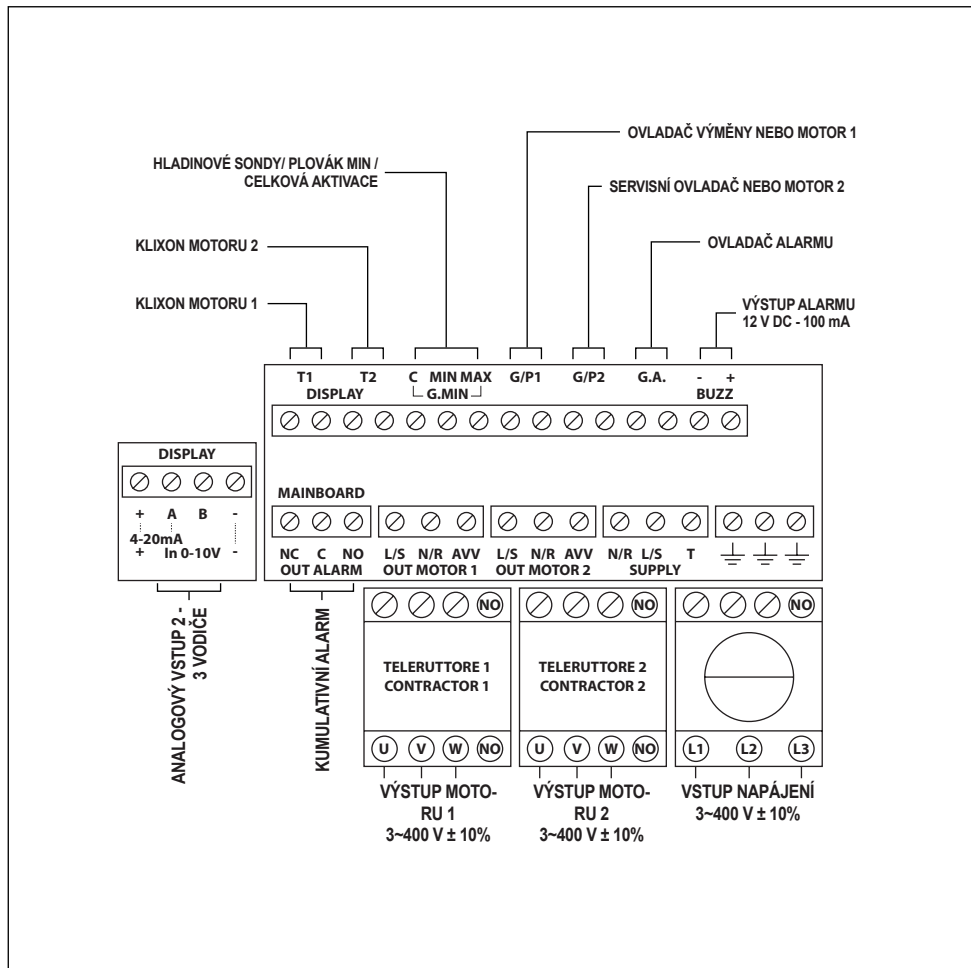 OVLADAČ VÝMĚNY NEBO MOTOR 1
HLADINOVÉ SONDY/ PLOVÁK MIN /
CELKOVÁ AKTIVACE
SERVISNÍ OVLADAČ NEBO MOTOR 2
KLIXON MOTORU 2
OVLADAČ ALARMU
KLIXON MOTORU 1
VÝSTUP ALARMU
12 V DC - 100 mA
T1 T2 C MIN MAX G/P1 G/P2 G.A. - +
DISPLAY G.MIN BUZZ
DISPLAY
+ A B -
4-20mA
+ In 0-10V -
ANALOGOVÝ VSTUP 2 -
3 VODIČE
MAINBOARD
NC C NO L/S N/R AVV L/S N/R AVV N/R L/S T
OUT ALARM OUT MOTOR 1 OUT MOTOR 2 SUPPLY
KUMULATIVNÍ ALARM
NO NO NO
TELERUTTORE 1
CONTRACTOR 1
TELERUTTORE 2
CONTRACTOR 2
U V W NO U V W NO L1 L2 L3
VÝSTUP MOTO-
RU 1
3~400 V ± 10%
VÝSTUP MOTO-
RU 2
3~400 V ± 10%
VSTUP NAPÁJENÍ
3~400 V ± 10%